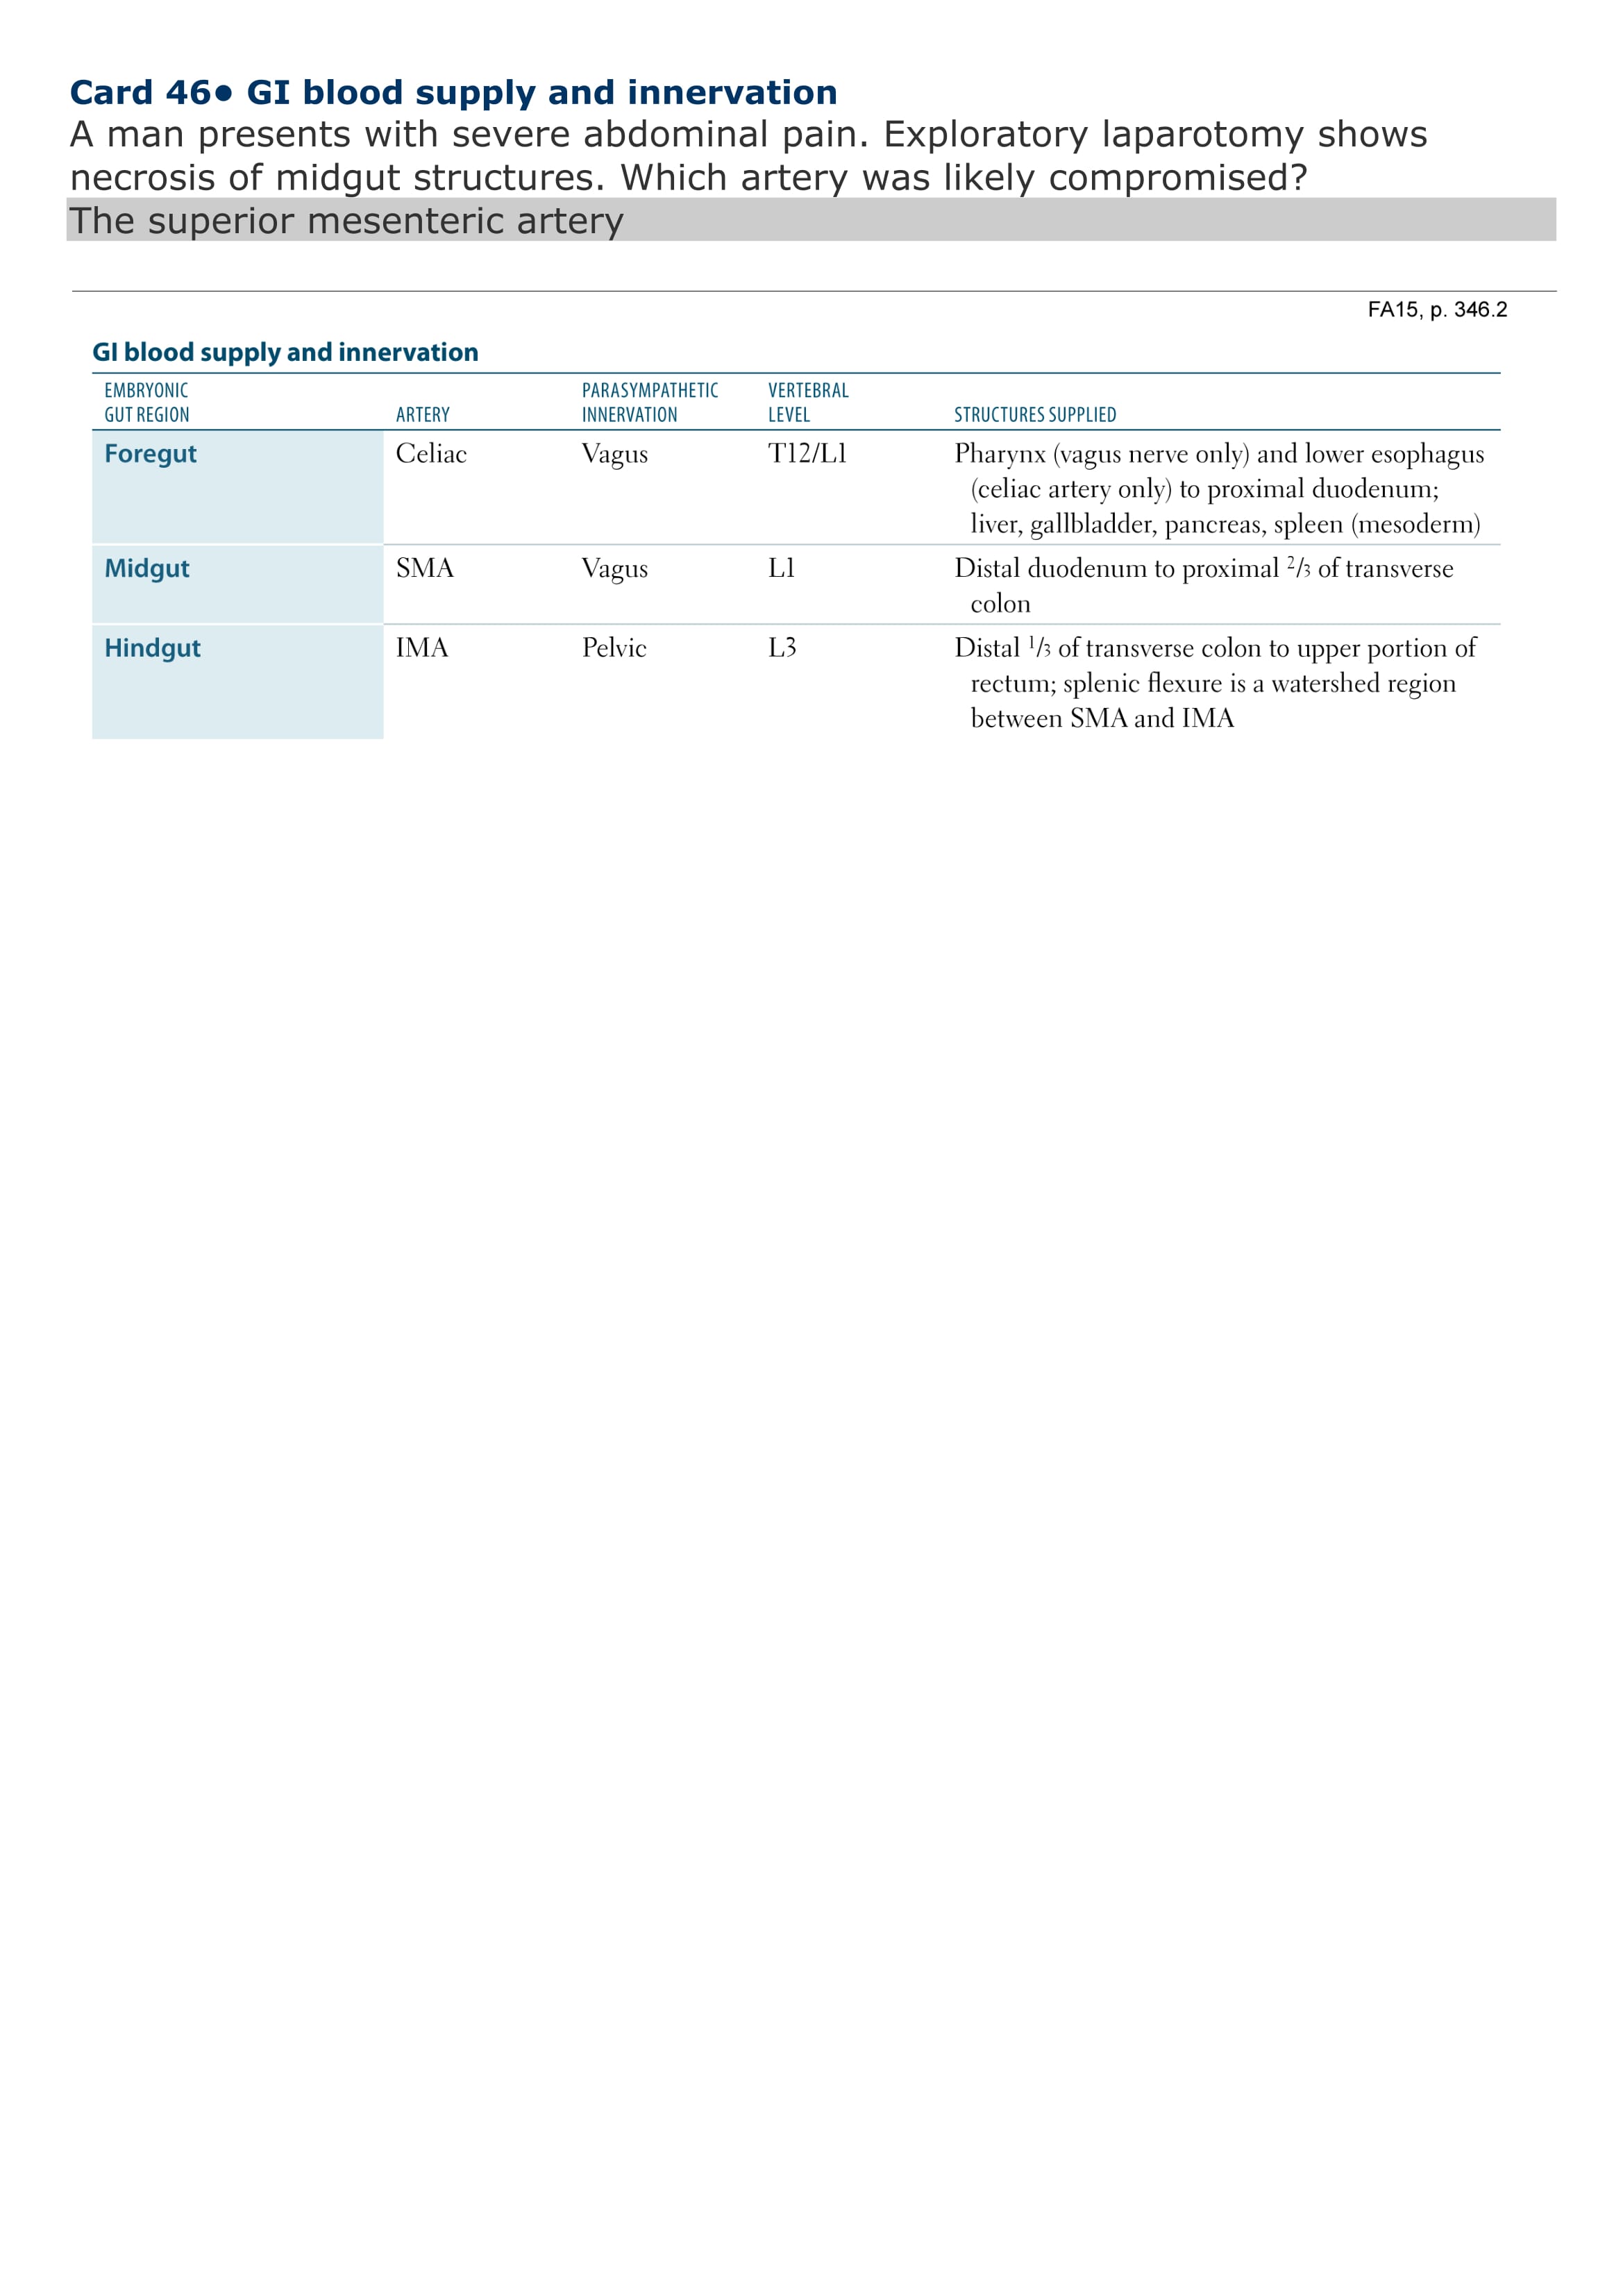 Card 46• GI blood supply and innervation
A man presents with severe abdominal pain. Exploratory laparotomy shows
necrosis of midgut structures. Which artery was likely compromised?
The superior mesenteric artery
FA15, p. 346.2
GI blood supply and innervation
EMBRYONIC GUT REGION ARTERY PARASYMPATHETIC INNERVATION VERTEBRAL LEVEL STRUCTURES SUPPLIED
Foregut Celiac Vagus T12/L1 Pharynx (vagus nerve only) and lower esophagus
(celiac artery only) to proximal duodenum;
liver, gallbladder, pancreas, spleen (mesoderm)
Midgut SMA Vagus L1 Distal duodenum to proximal 2/3 of transverse
colon
Hindgut IMA Pelvic L3 Distal 1/3 of transverse colon to upper portion of
rectum; splenic flexure is a watershed region
between SMA and IMA